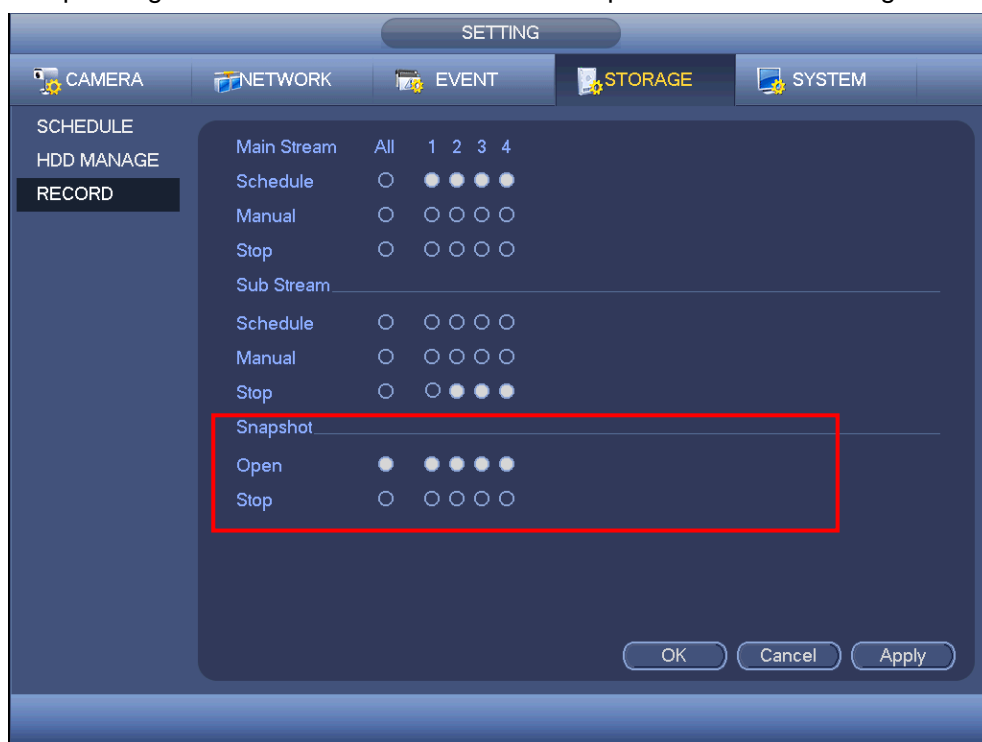 SETTING
CAMERA NETWORK EVENT STORAGE SYSTEM
SCHEDULE
HDD MANAGE
RECORD
Main Stream All 1 2 3 4
Schedule
Manual
Stop
Sub Stream
Schedule
Manual
Stop
Snapshot
Open
Stop
OK Cancel Apply